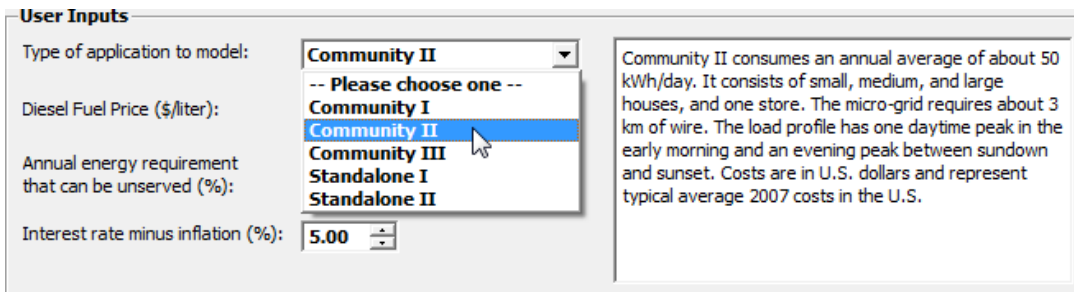 User Inputs
Type of application to model:
Community II
-- Please choose one --
Community I
Community II
Community III
Standalone I
Standalone II
Diesel Fuel Price ($/liter):
Annual energy requirement
that can be unserved (%):
Interest rate minus inflation (%):
5.00
Community II consumes an annual average of about 50
kWh/day. It consists of small, medium, and large
houses, and one store. The micro-grid requires about 3
km of wire. The load profile has one daytime peak in the
early morning and an evening peak between sundown
and sunset. Costs are in U.S. dollars and represent
typical average 2007 costs in the U.S.